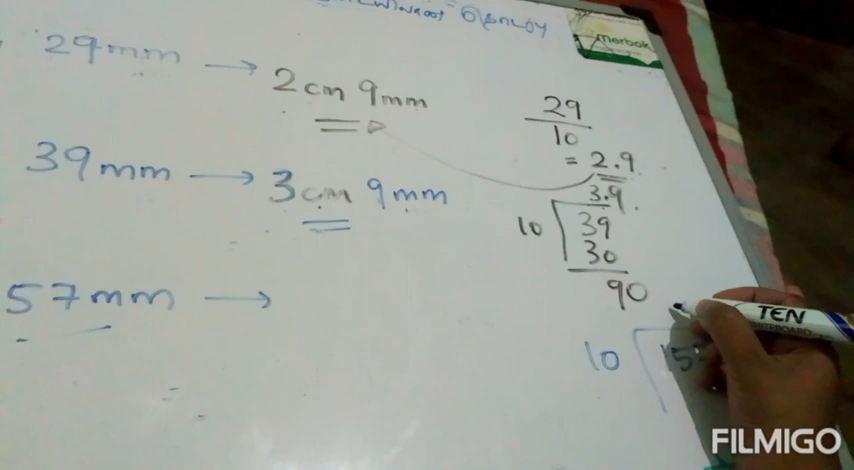 தொடர்பு
merbok
29mm → 2cm 9mm
29
10
= 2.9
39mm → 3cm 9mm
3.9
10 39
30
90
57mm →
10
TEN
FILMIGO